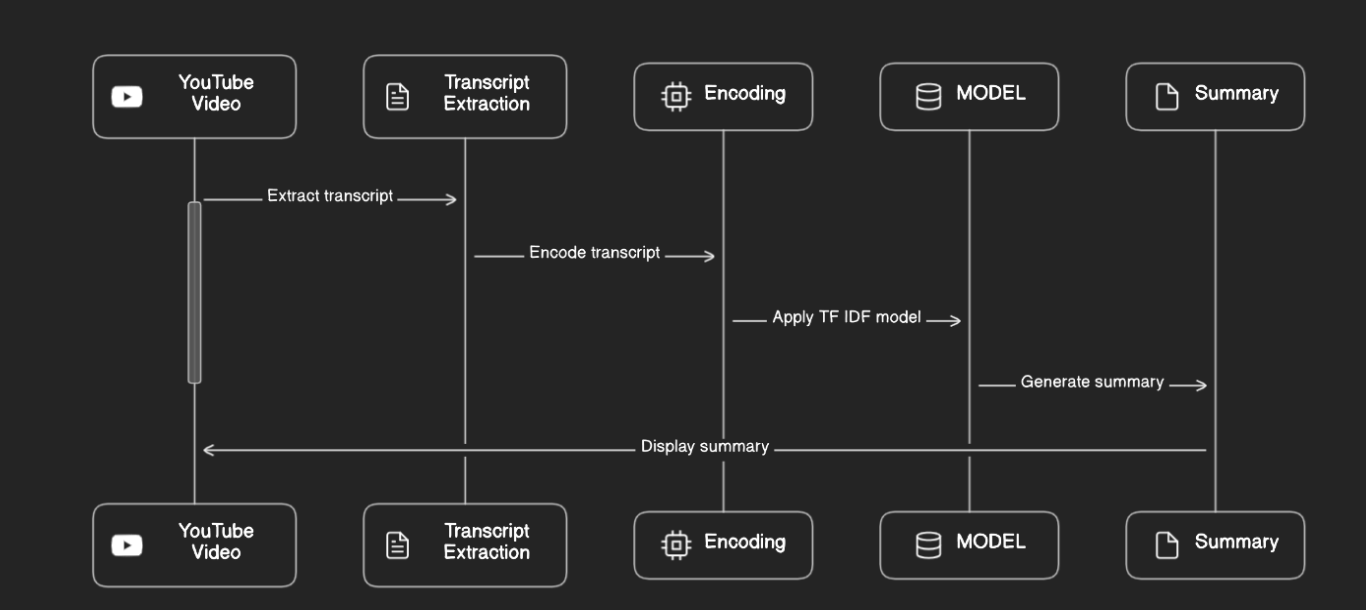 YouTube
Video
Transcript
Extraction
Encoding
MODEL
Summary
Extract transcript
Encode transcript
Apply TF IDF model
Generate summary
Display summary
YouTube
Video
Transcript
Extraction
Encoding
MODEL
Summary